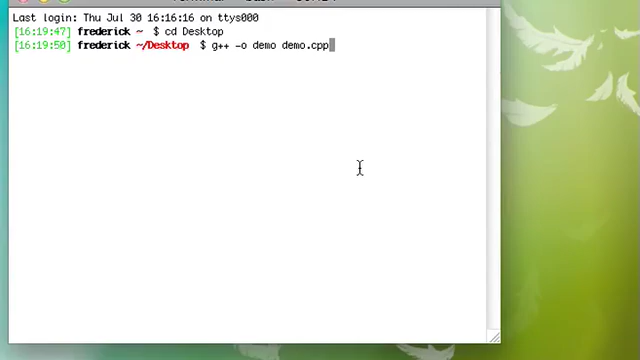 Last login: Thu Jul 30 16:16:16 on ttys000
[16:19:47] frederick ~ $ cd Desktop
[16:19:50] frederick ~/Desktop $ g++ -o demo demo.cpp